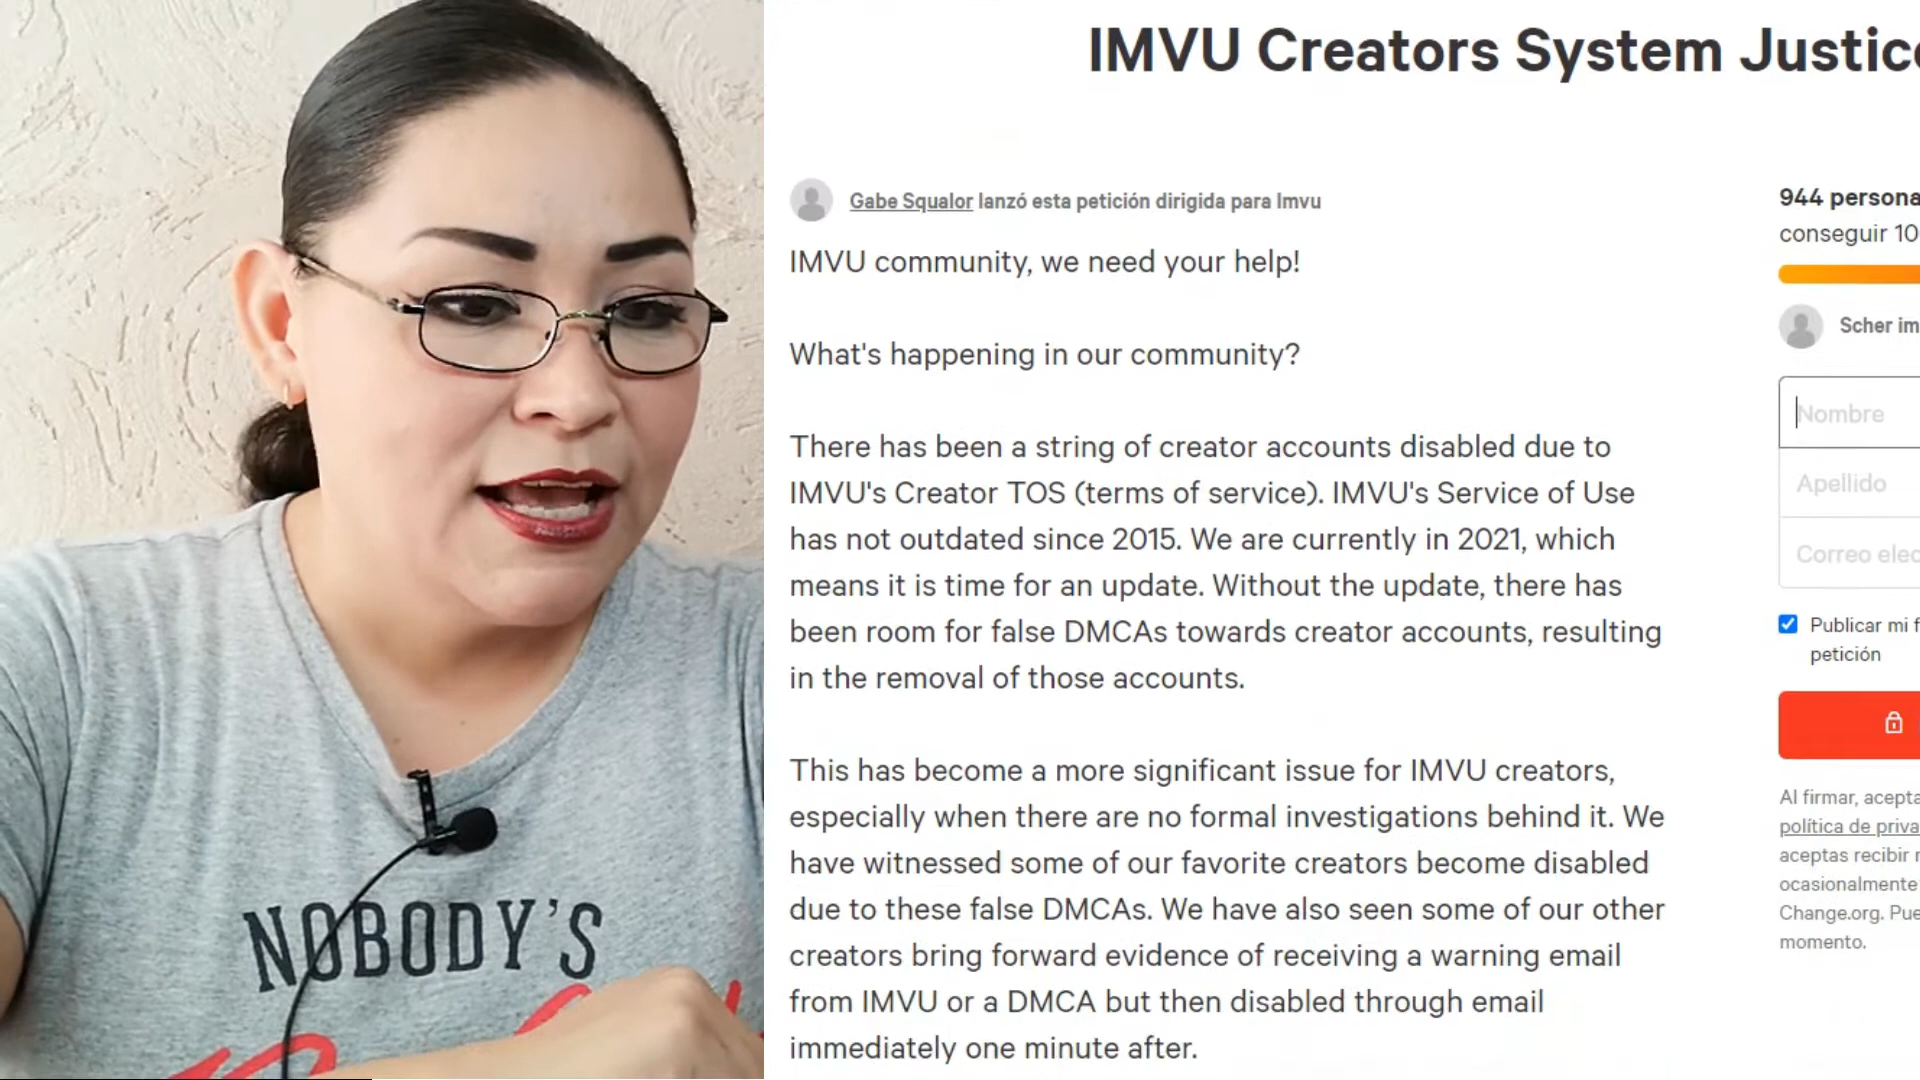 IMVU Creators System Justice
Gabe Squalor lanzó esta petición dirigida para Imvu
IMVU community, we need your help!
What's happening in our community?
There has been a string of creator accounts disabled due to
IMVU's Creator TOS (terms of service). IMVU's Service of Use
has not outdated since 2015. We are currently in 2021, which
means it is time for an update. Without the update, there has
been room for false DMCAs towards creator accounts, resulting
in the removal of those accounts.
This has become a more significant issue for IMVU creators,
especially when there are no formal investigations behind it. We
have witnessed some of our favorite creators become disabled
due to these false DMCAs. We have also seen some of our other
creators bring forward evidence of receiving a warning email
from IMVU or a DMCA but then disabled through email
immediately one minute after.
944 persona
conseguir 10
Scher im
Nombre
Apellido
Correo elec
Publicar mi f
petición
Al firmar, acepta
política de priva
aceptas recibir
ocasionalmente
Change.org. Pue
momento.
NOBODY'S